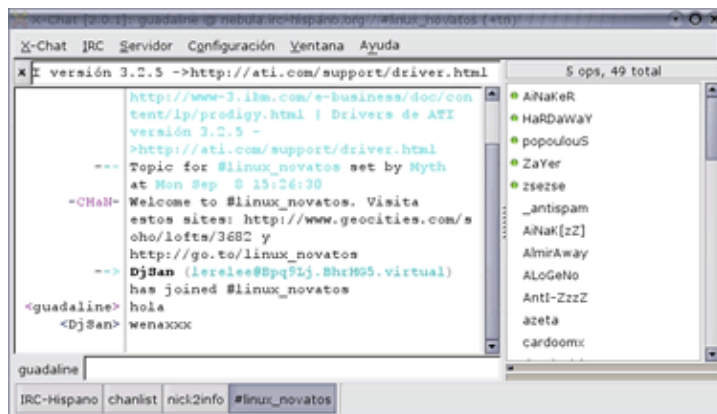 X-Chat [2.0.1]: guadaline @ nebula.irc-hispano.org / #linux_novatos (+tn)
X-Chat IRC Servidor Configuración Ventana Ayuda
x I versión 3.2.5 ->http://ati.com/support/driver.html
5 ops, 49 total
http://www-3.ibm.com/e-business/doc/con
tent/lp/prodigy.html | Drivers de ATI
versión 3.2.5 -
>http://ati.com/support/driver.html
--- Topic for #linux_novatos set by Myth
at Mon Sep 8 15:26:30
-CHaN- Welcome to #linux_novatos. Visita
estos sites: http://www.geocities.com/s
oho/lofts/3682 y
http://go.to/linux_novatos
--> DjSan
has joined #linux_novatos
<guadaline> hola
<DjSan> wenaxxx
AiNaKeR
HaRDaWaY
popoulouS
ZaYer
zsezse
_antispam
AiNaK[zZ]
AlmirAway
ALoGeNo
AntI-ZzzZ
azeta
cardoomx
guadaline
IRC-Hispano chanlist nick2info #linux_novatos